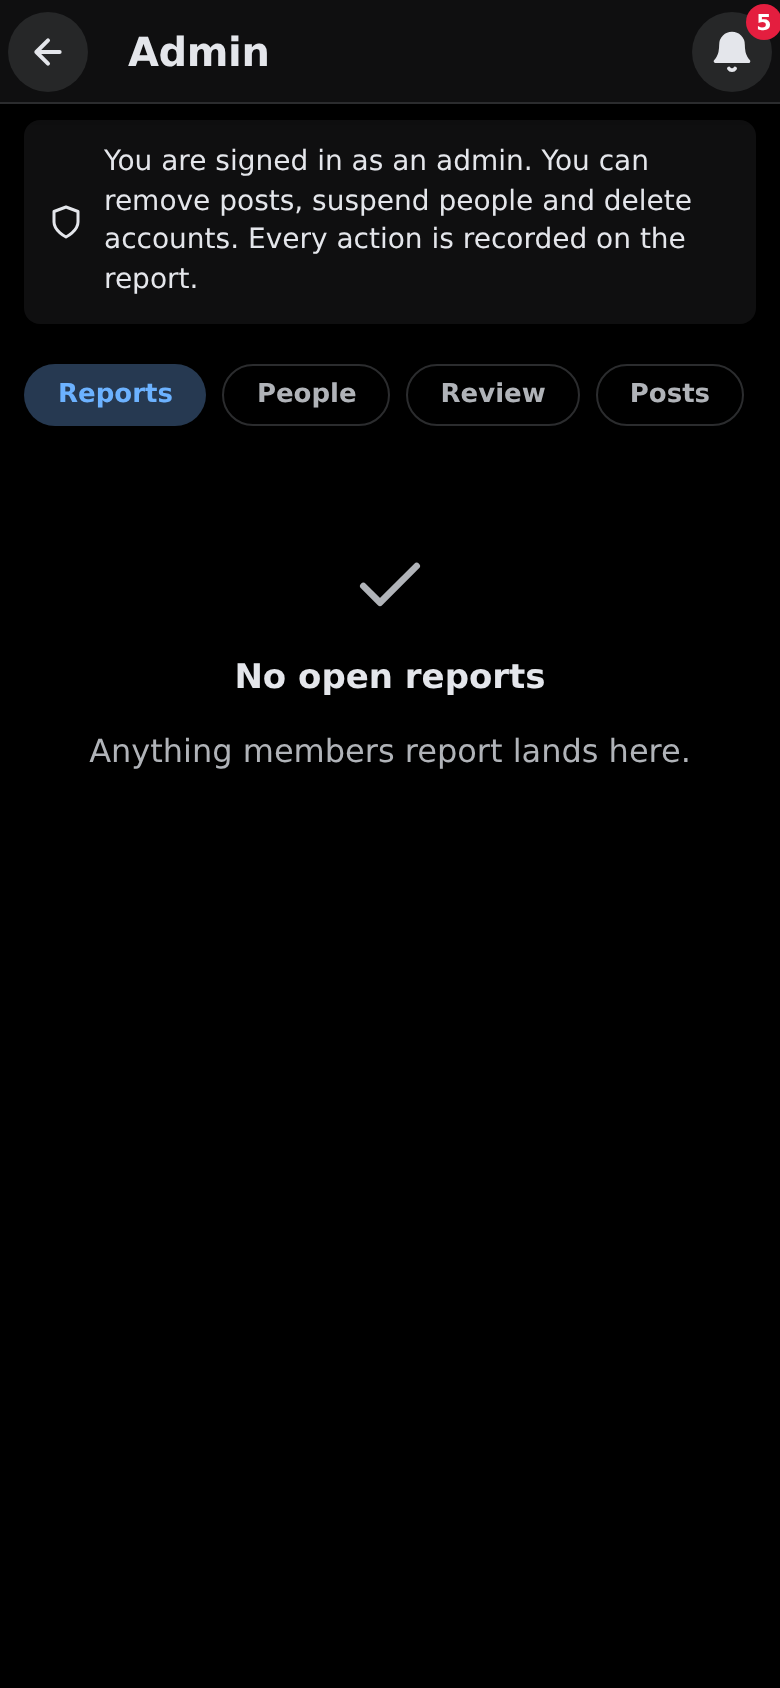 Admin
5
You are signed in as an admin. You can
remove posts, suspend people and delete
accounts. Every action is recorded on the
report.
Reports
People
Review
Posts
No open reports
Anything members report lands here.